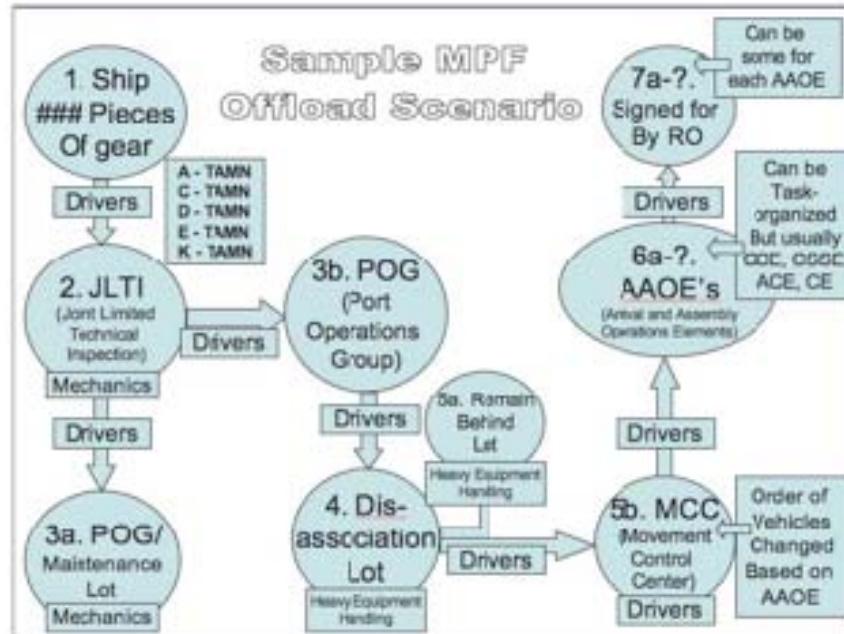 Sample MPF
Offload Scenario
1. Ship
### Pieces
Of gear
Drivers
A - TAMN
C - TAMN
D - TAMN
E - TAMN
K - TAMN
2. JLTI
(Joint Limited
Technical
Inspection)
Mechanics
Drivers
Drivers
3a. POG/
Maintenance
Lot
Mechanics
3b. POG
(Port
Operations
Group)
Drivers
4. Dis-
association
Lot
Heavy Equipment
Handling
5a. Remain
Behind
Lot
Heavy Equipment
Handling
Drivers
5b. MCC
(Movement
Control
Center)
Drivers
Order of
Vehicles
Changed
Based on
AAOE
Drivers
6a-?.
AAOE's
(Arrival and Assembly
Operations Elements)
Can be
Task-
organized
But usually
ACE, CE
Drivers
7a-?.
Signed for
By RO
Can be
some for
each AAOE